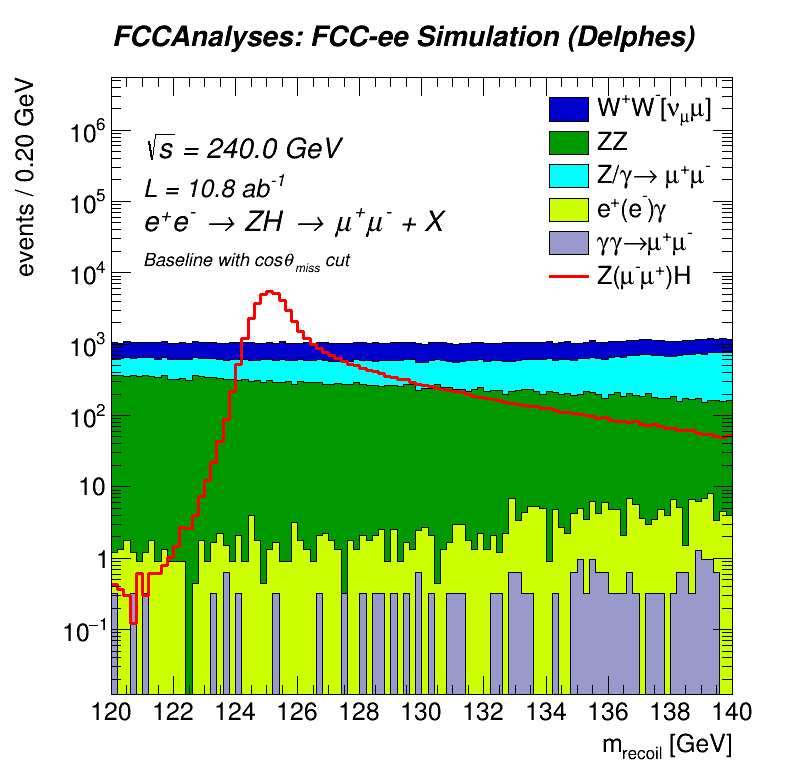 FCCAnalyses: FCC-ee Simulation (Delphes)
events / 0.20 GeV
√s = 240.0 GeV
L = 10.8 ab⁻¹
e⁺e⁻ → ZH → μ⁺μ⁻ + X
Baseline with cosθ_miss cut
W⁺W⁻[ν_μμ]
ZZ
Z/γ→ μ⁺μ⁻
e⁺(e⁻)γ
γγ→μ⁺μ⁻
Z(μ⁻μ⁺)H
10⁶
10⁵
10⁴
10³
10²
10
1
10⁻¹
120 122 124 126 128 130 132 134 136 138 140
m_recoil [GeV]